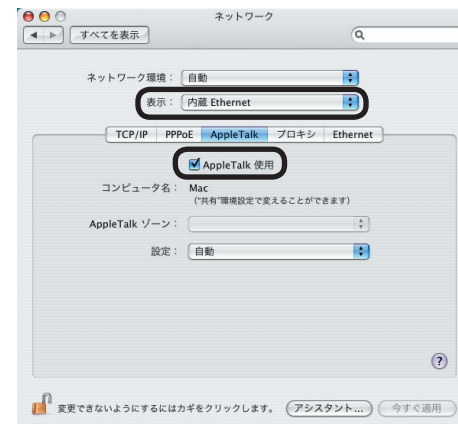 ネットワーク
すべてを表示
ネットワーク環境： 自動
表示： 内蔵 Ethernet
TCP/IP PPPoE AppleTalk プロキシ Ethernet
AppleTalk 使用
コンピュータ名： Mac
("共有"環境設定で変えることができます)
AppleTalk ゾーン：
設定： 自動
?
変更できないようにするにはカギをクリックします。 アシスタント... 今すぐ適用